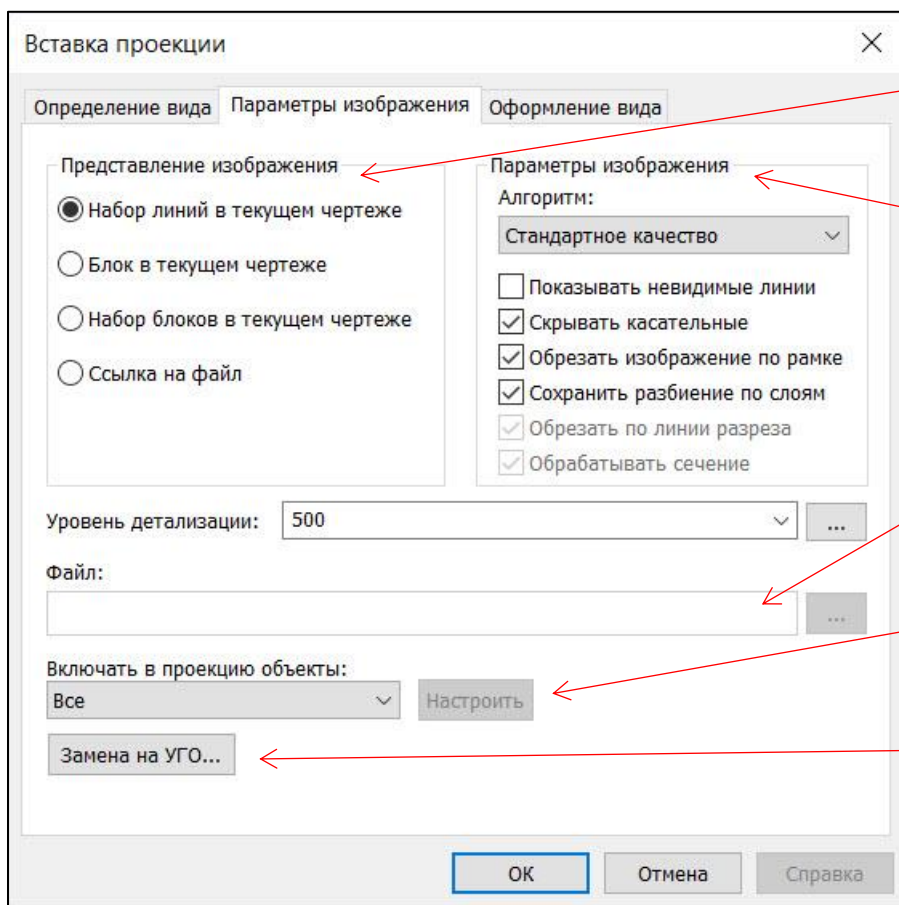 Вставка проекции
Определение вида Параметры изображения Оформление вида
Представление изображения
Набор линий в текущем чертеже
Блок в текущем чертеже
Набор блоков в текущем чертеже
Ссылка на файл
Параметры изображения
Алгоритм:
Стандартное качество
Показывать невидимые линии
Скрывать касательные
Обрезать изображение по рамке
Сохранить разбиение по слоям
Обрезать по линии разреза
Обрабатывать сечение
Уровень детализации: 500 ...
Файл:
...
Включать в проекцию объекты:
Все Настроить
Замена на УГО...
ОК Отмена Справка